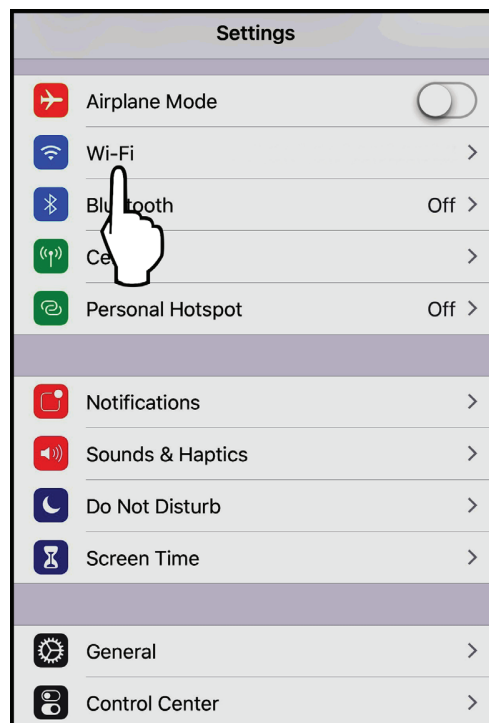 Settings
Airplane Mode
Wi-Fi
Off
Personal Hotspot Off
Notifications
Sounds & Haptics
Do Not Disturb
Screen Time
General
Control Center